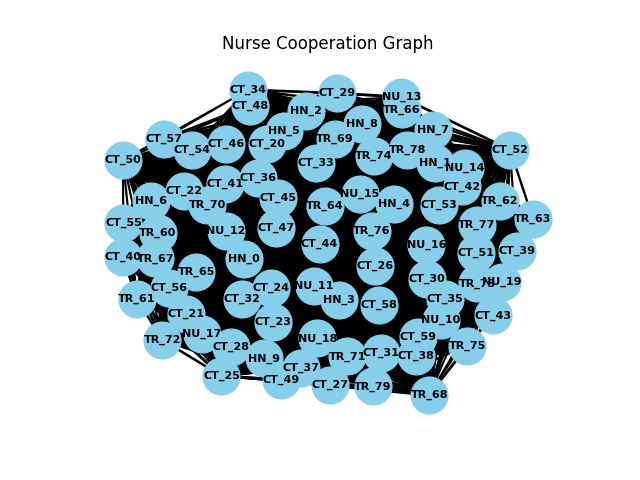 Nurse Cooperation Graph
CT_34
CT_29
NU_13
CT_48
HN_2
TR_66
HN_5
HN_8
HN_7
CT_57
CT_54
CT_46
CT_20
TR_69
TR_78
CT_52
CT_50
CT_33
TR_74
HN_1
NU_14
CT_36
CT_41
CT_22
CT_42
HN_6
TR_70
CT_45
TR_64
NU_15
HN_4
CT_53
TR_62
CT_55
TR_60
NU_12
CT_47
TR_76
TR_77
TR_63
CT_44
NU_16
CT_40
TR_67
HN_0
CT_26
CT_51
CT_39
TR_65
CT_56
CT_24
NU_11
CT_30
NU_19
TR_61
CT_32
HN_3
CT_58
CT_35
CT_21
CT_23
NU_10
CT_43
TR_72
NU_17
CT_28
NU_18
CT_59
TR_75
HN_9
TR_71
CT_31
CT_38
CT_25
CT_49
CT_37
CT_27
TR_79
TR_68